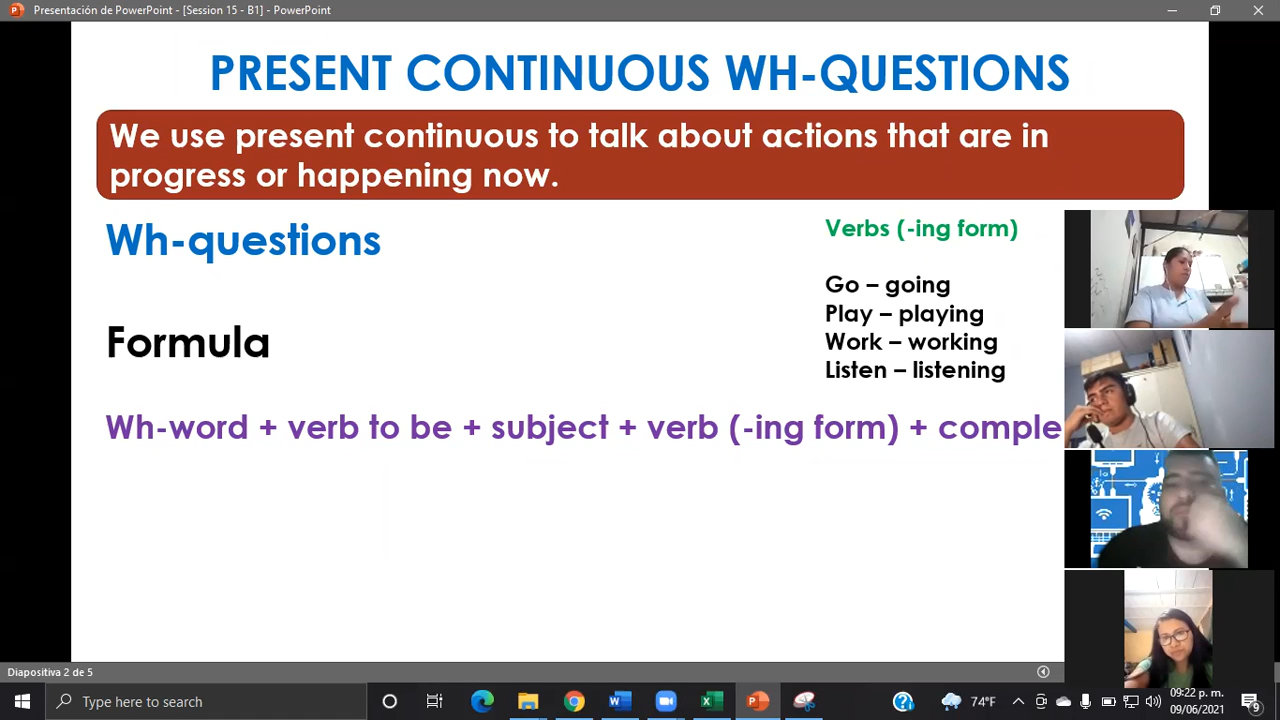 Presentación de PowerPoint - [Session 15 - B1] - PowerPoint
PRESENT CONTINUOUS WH-QUESTIONS
We use present continuous to talk about actions that are in
progress or happening now.
Wh-questions
Verbs (-ing form)
Go – going
Play – playing
Work – working
Listen – listening
Formula
Wh-word + verb to be + subject + verb (-ing form) + comple
Diapositiva 2 de 5
Type here to search
74°F
09:22 p. m.
09/06/2021
9